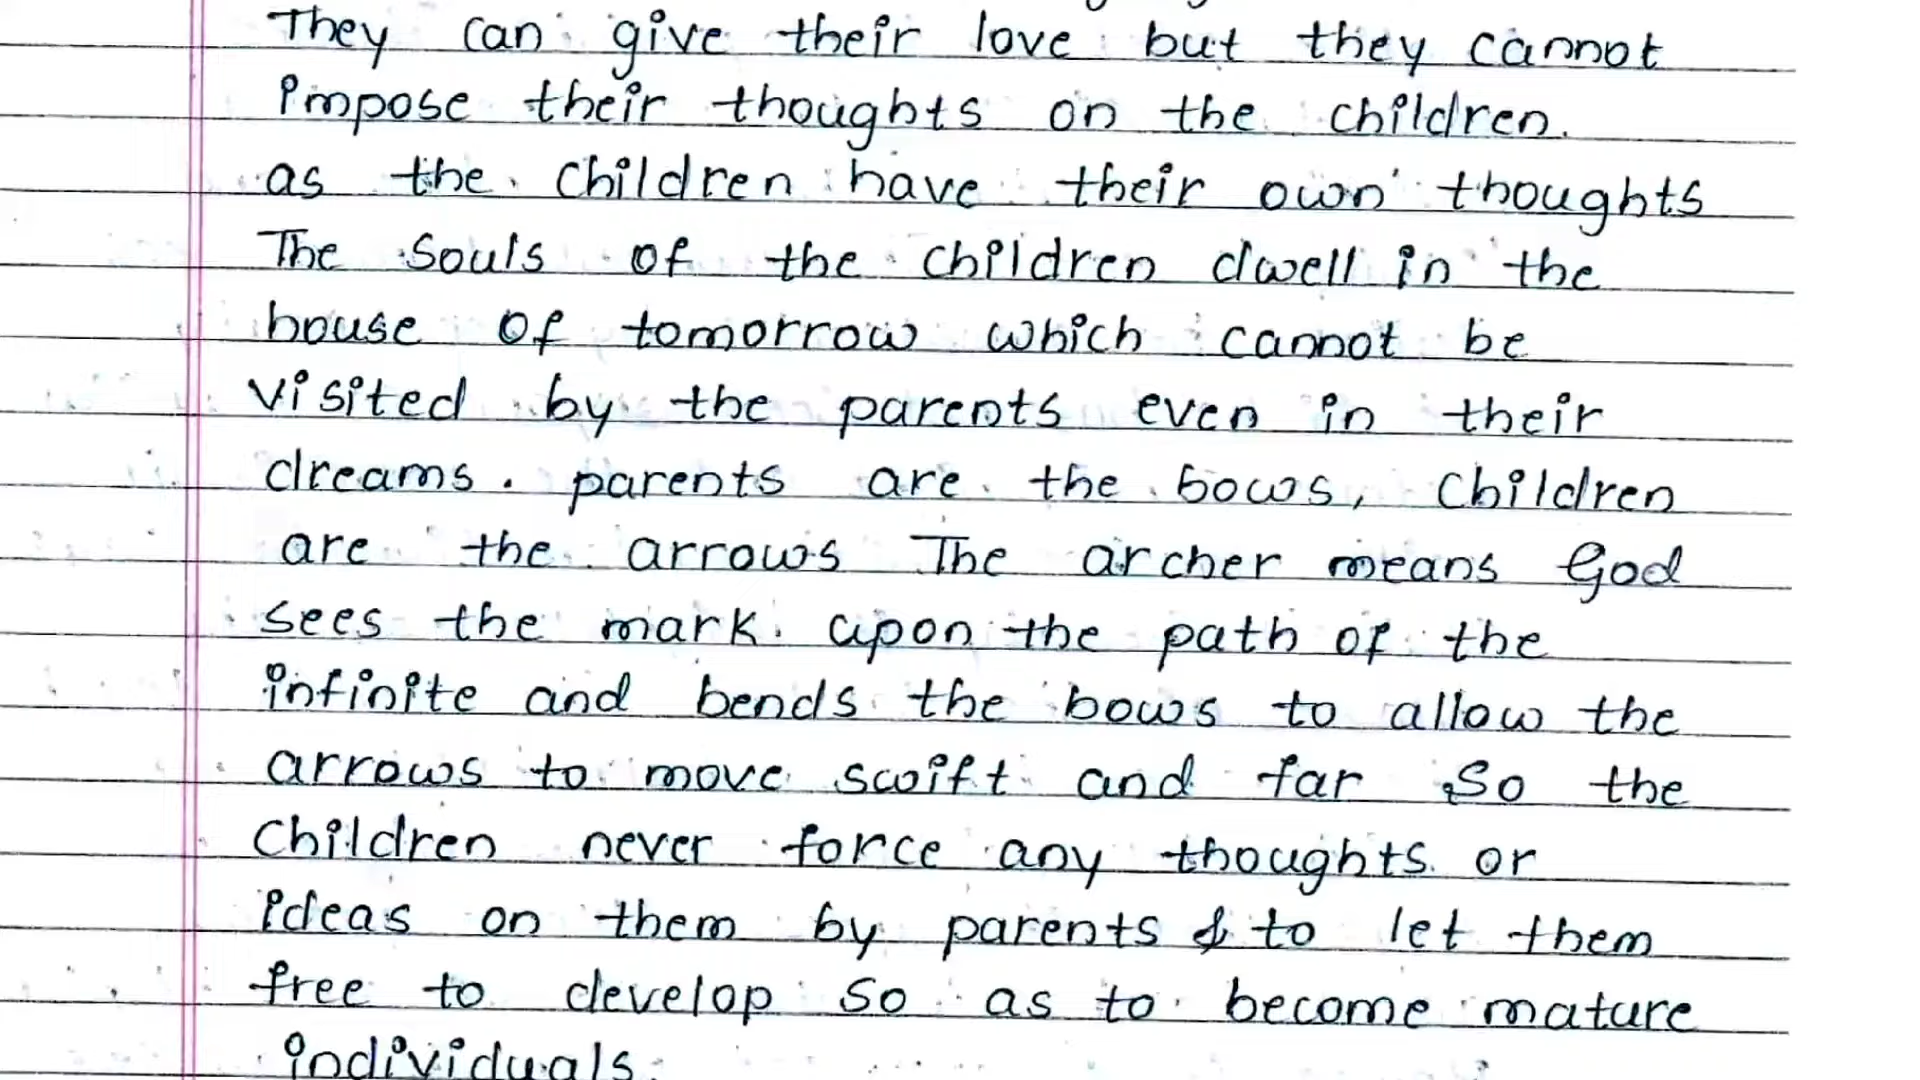 They can give their love but they cannot
impose their thoughts on the children.
as the children have their own thoughts
The souls of the children dwell in the
house of tomorrow which cannot be
visited by the parents even in their
dreams. parents are the bows, children
are the arrows The archer means God
sees the mark upon the path of the
infinite and bends the bows to allow the
arrows to move swift and far So the
children never force any thoughts or
ideas on them by parents & to let them
free to develop so as to become mature
individuals.